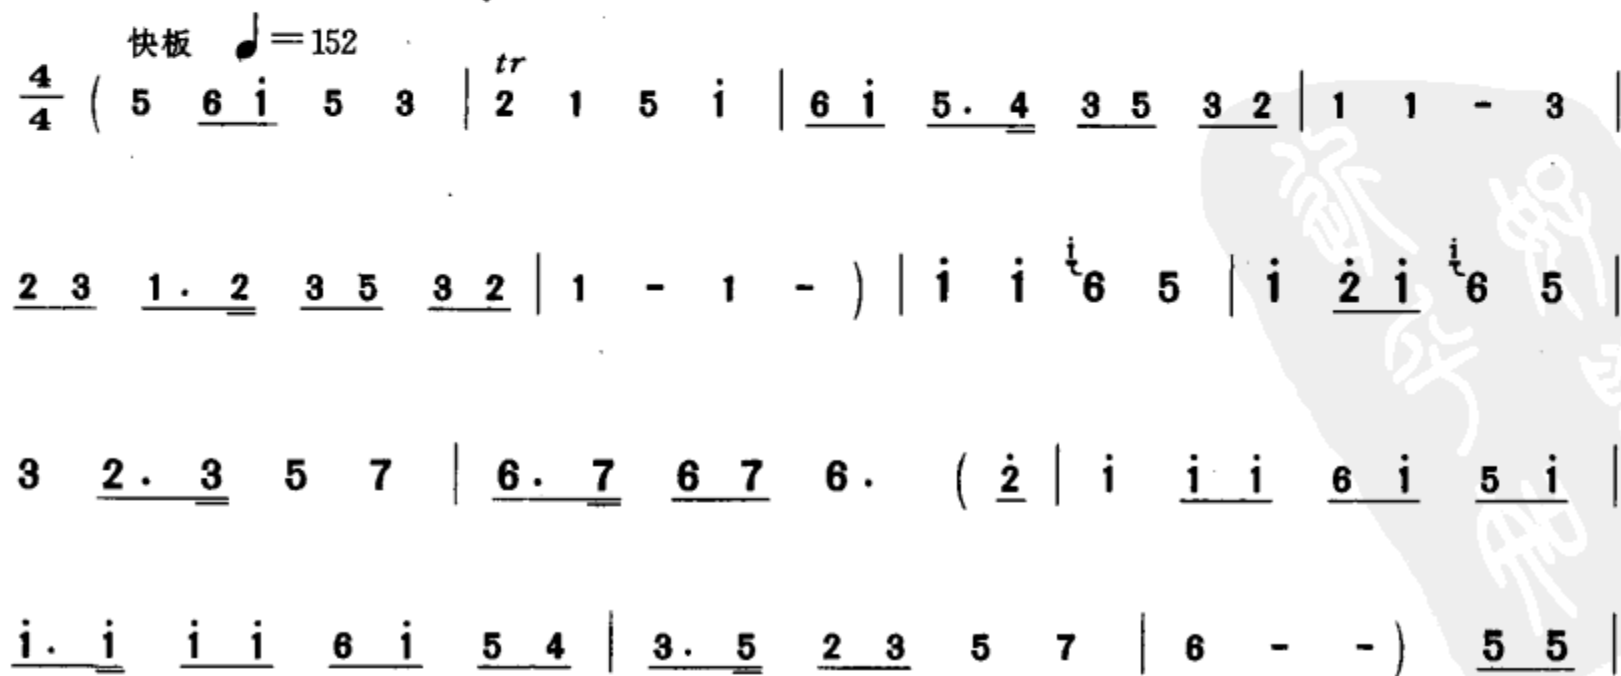 快板 ♩=152
4/4 ( 5 6 i̇ 5 3 | tr 2 1 5 i̇ | 6 i̇ 5. 4 3 5 3 2 | 1 1 - 3 |
2 3 1. 2 3 5 3 2 | 1 - 1 - ) | i̇ i̇ i̇ 6 5 | i̇ 2̇ i̇ i̇ 6 5 |
3 2. 3 5 7 | 6. 7 6 7 6. ( 2̇ | i̇ i̇ i̇ 6 i̇ 5 i̇ |
i̇. i̇ i̇ i̇ 6 i̇ 5 4 | 3. 5 2 3 5 7 | 6 - - ) 5 5 |